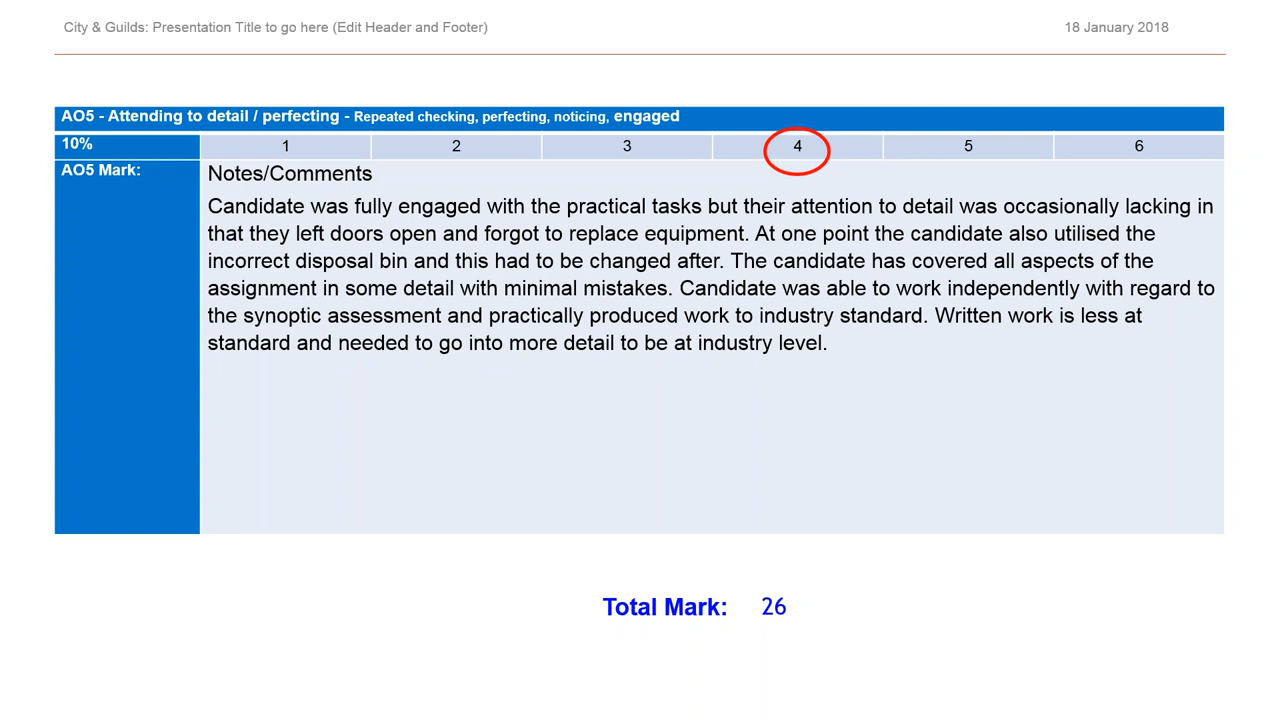 City & Guilds: Presentation Title to go here (Edit Header and Footer) 18 January 2018
AO5 - Attending to detail / perfecting - Repeated checking, perfecting, noticing, engaged
10% 1 2 3 4 5 6
AO5 Mark: Notes/Comments
Candidate was fully engaged with the practical tasks but their attention to detail was occasionally lacking in
that they left doors open and forgot to replace equipment. At one point the candidate also utilised the
incorrect disposal bin and this had to be changed after. The candidate has covered all aspects of the
assignment in some detail with minimal mistakes. Candidate was able to work independently with regard to
the synoptic assessment and practically produced work to industry standard. Written work is less at
standard and needed to go into more detail to be at industry level.
Total Mark: 26